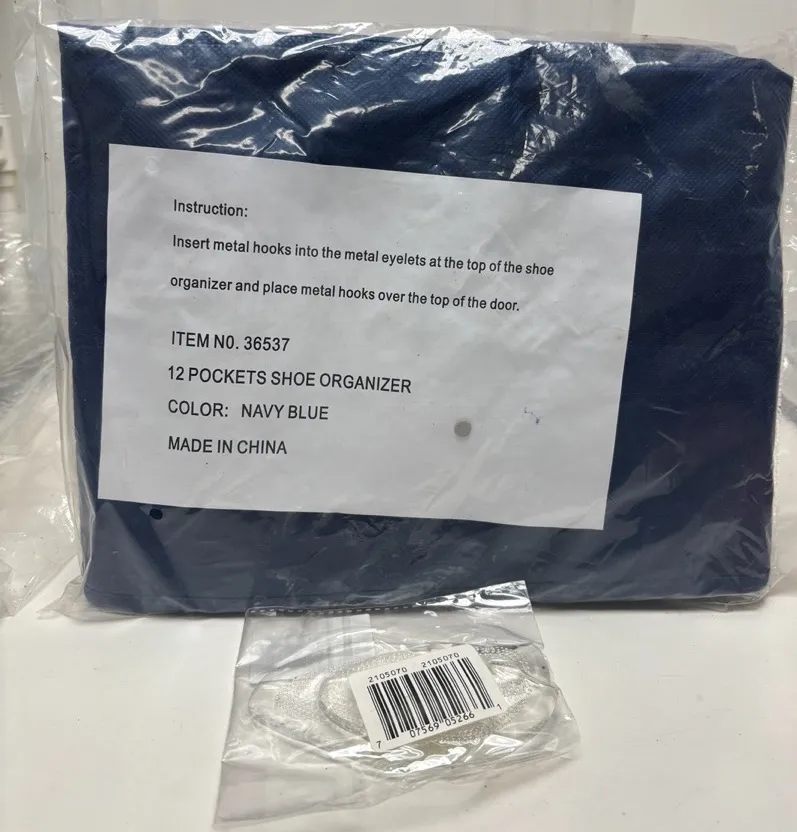 Instruction:
Insert metal hooks into the metal eyelets at the top of the shoe
organizer and place metal hooks over the top of the door.
ITEM N0. 36537
12 POCKETS SHOE ORGANIZER
COLOR: NAVY BLUE
MADE IN CHINA
2105070 2105070
7 07569 05266 1